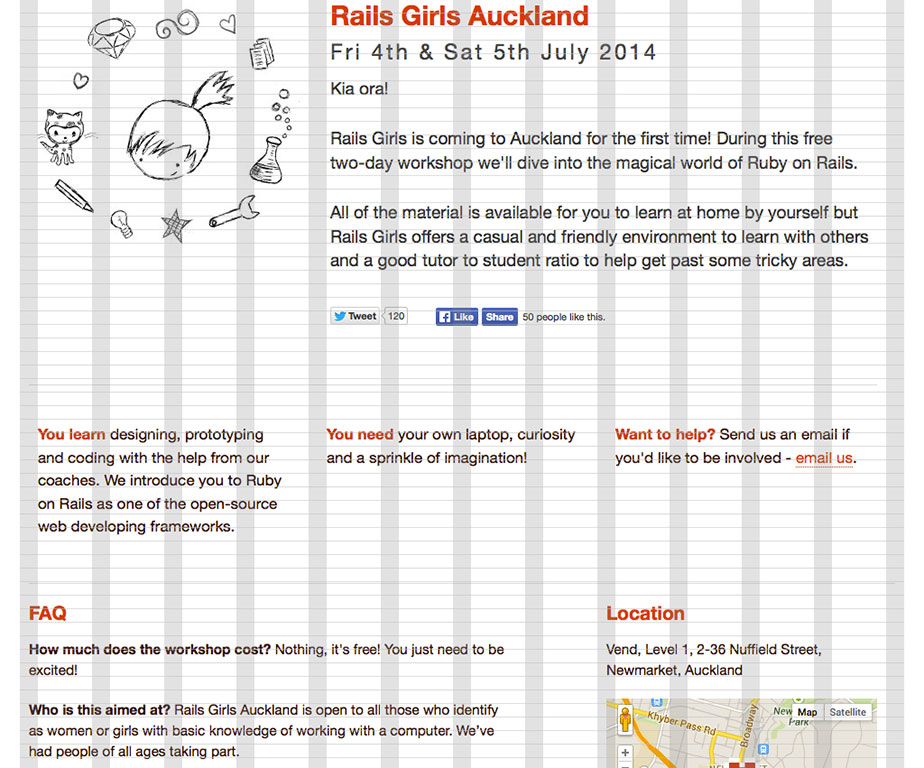 Rails Girls Auckland
Fri 4th & Sat 5th July 2014
Kia ora!
Rails Girls is coming to Auckland for the first time! During this free
two-day workshop we'll dive into the magical world of Ruby on Rails.
All of the material is available for you to learn at home by yourself but
Rails Girls offers a casual and friendly environment to learn with others
and a good tutor to student ratio to help get past some tricky areas.
Tweet 120 Like Share 50 people like this.
You learn designing, prototyping
and coding with the help from our
coaches. We introduce you to Ruby
on Rails as one of the open-source
web developing frameworks.
You need your own laptop, curiosity
and a sprinkle of imagination!
Want to help? Send us an email if
you'd like to be involved - email us.
FAQ
How much does the workshop cost? Nothing, it's free! You just need to be
excited!
Who is this aimed at? Rails Girls Auckland is open to all those who identify
as women or girls with basic knowledge of working with a computer. We've
had people of all ages taking part.
Location
Vend, Level 1, 2-36 Nuffield Street,
Newmarket, Auckland
Map Satellite
Khyber Pass Rd
Broadway
Park